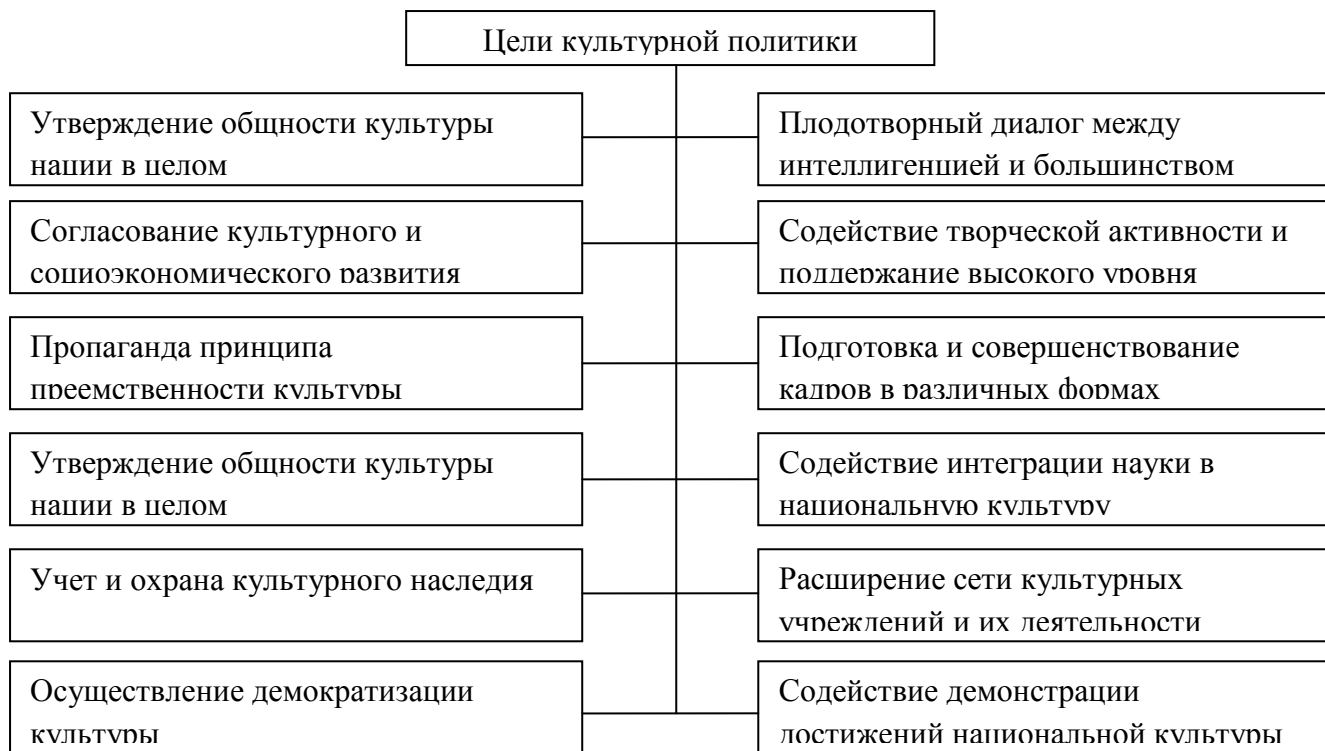 Цели культурной политики
Утверждение общности культуры
нации в целом
Согласование культурного и
социоэкономического развития
Пропаганда принципа
преемственности культуры
Утверждение общности культуры
нации в целом
Учет и охрана культурного наследия
Осуществление демократизации
культуры
Плодотворный диалог между
интеллигенцией и большинством
Содействие творческой активности и
поддержание высокого уровня
Подготовка и совершенствование
кадров в различных формах
Содействие интеграции науки в
национальную культуру
Расширение сети культурных
учреждений и их деятельности
Содействие демонстрации
достижений национальной культуры